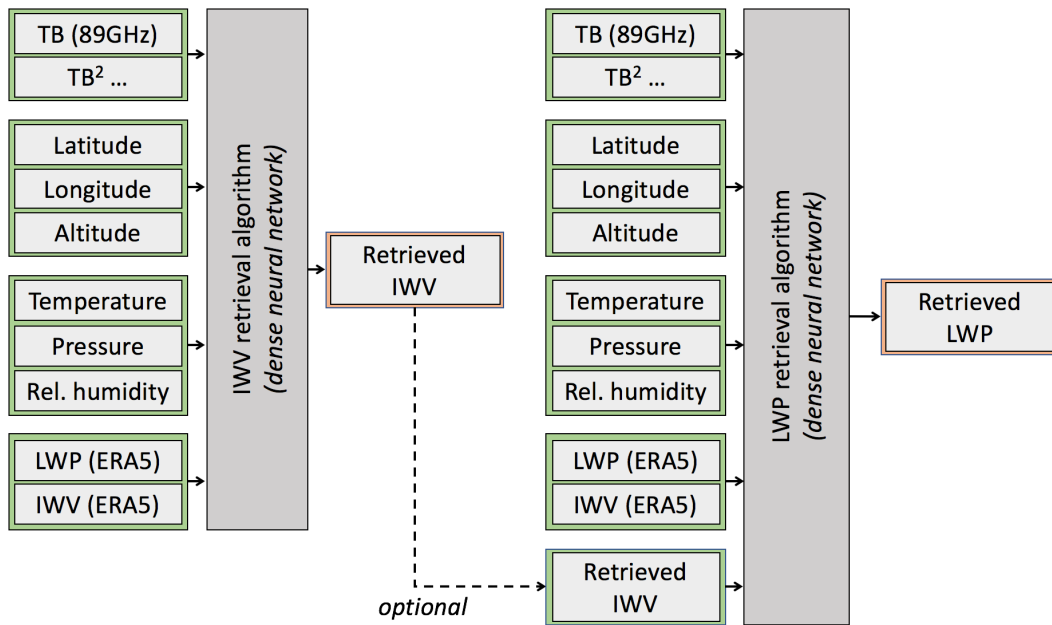 TB (89GHz)
TB² ...
Latitude
Longitude
Altitude
Temperature
Pressure
Rel. humidity
LWP (ERA5)
IWV (ERA5)
IWV retrieval algorithm
(dense neural network)
Retrieved
IWV
optional
TB (89GHz)
TB² ...
Latitude
Longitude
Altitude
Temperature
Pressure
Rel. humidity
LWP (ERA5)
IWV (ERA5)
Retrieved
IWV
LWP retrieval algorithm
(dense neural network)
Retrieved
LWP